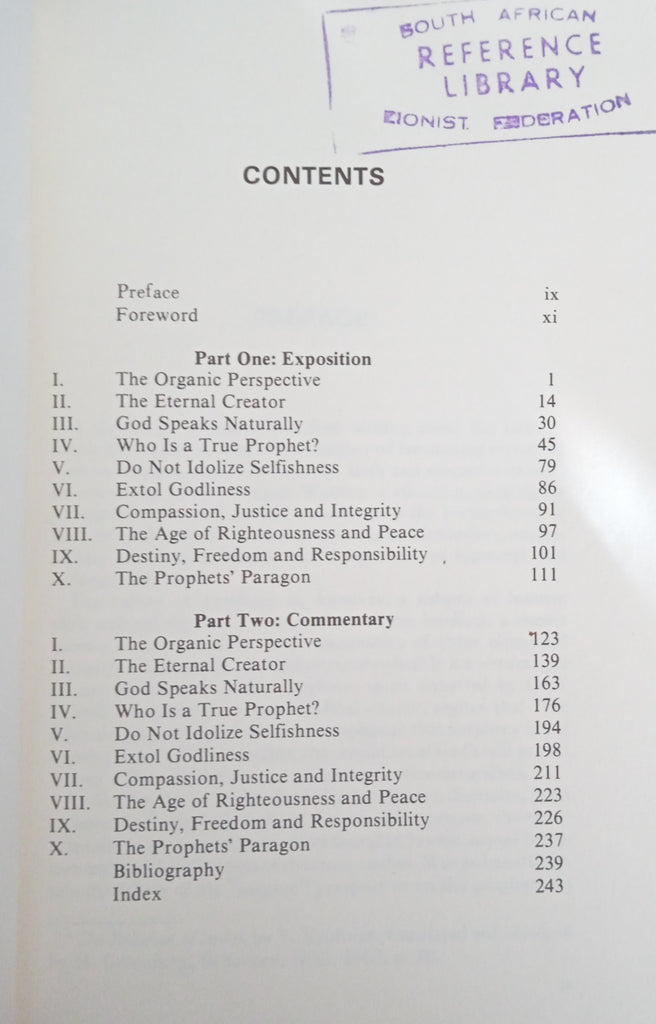 SOUTH AFRICAN
REFERENCE
LIBRARY
ZIONIST FEDERATION
CONTENTS
Preface ix
Foreword xi
Part One: Exposition
I. The Organic Perspective 1
II. The Eternal Creator 14
III. God Speaks Naturally 30
IV. Who Is a True Prophet? 45
V. Do Not Idolize Selfishness 79
VI. Extol Godliness 86
VII. Compassion, Justice and Integrity 91
VIII. The Age of Righteousness and Peace 97
IX. Destiny, Freedom and Responsibility 101
X. The Prophets' Paragon 111
Part Two: Commentary
I. The Organic Perspective 123
II. The Eternal Creator 139
III. God Speaks Naturally 163
IV. Who Is a True Prophet? 176
V. Do Not Idolize Selfishness 194
VI. Extol Godliness 198
VII. Compassion, Justice and Integrity 211
VIII. The Age of Righteousness and Peace 223
IX. Destiny, Freedom and Responsibility 226
X. The Prophets' Paragon 237
Bibliography 239
Index 243